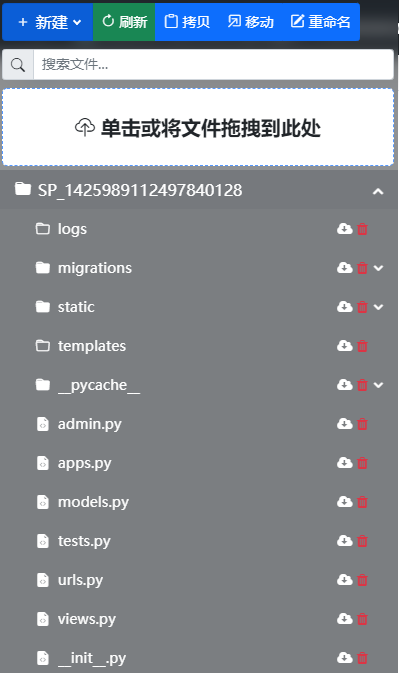 + 新建 刷新 拷贝 移动 重命名
搜索文件...
单击或将文件拖拽到此处
SP_1425989112497840128
logs
migrations
static
templates
__pycache__
admin.py
apps.py
models.py
tests.py
urls.py
views.py
__init__.py